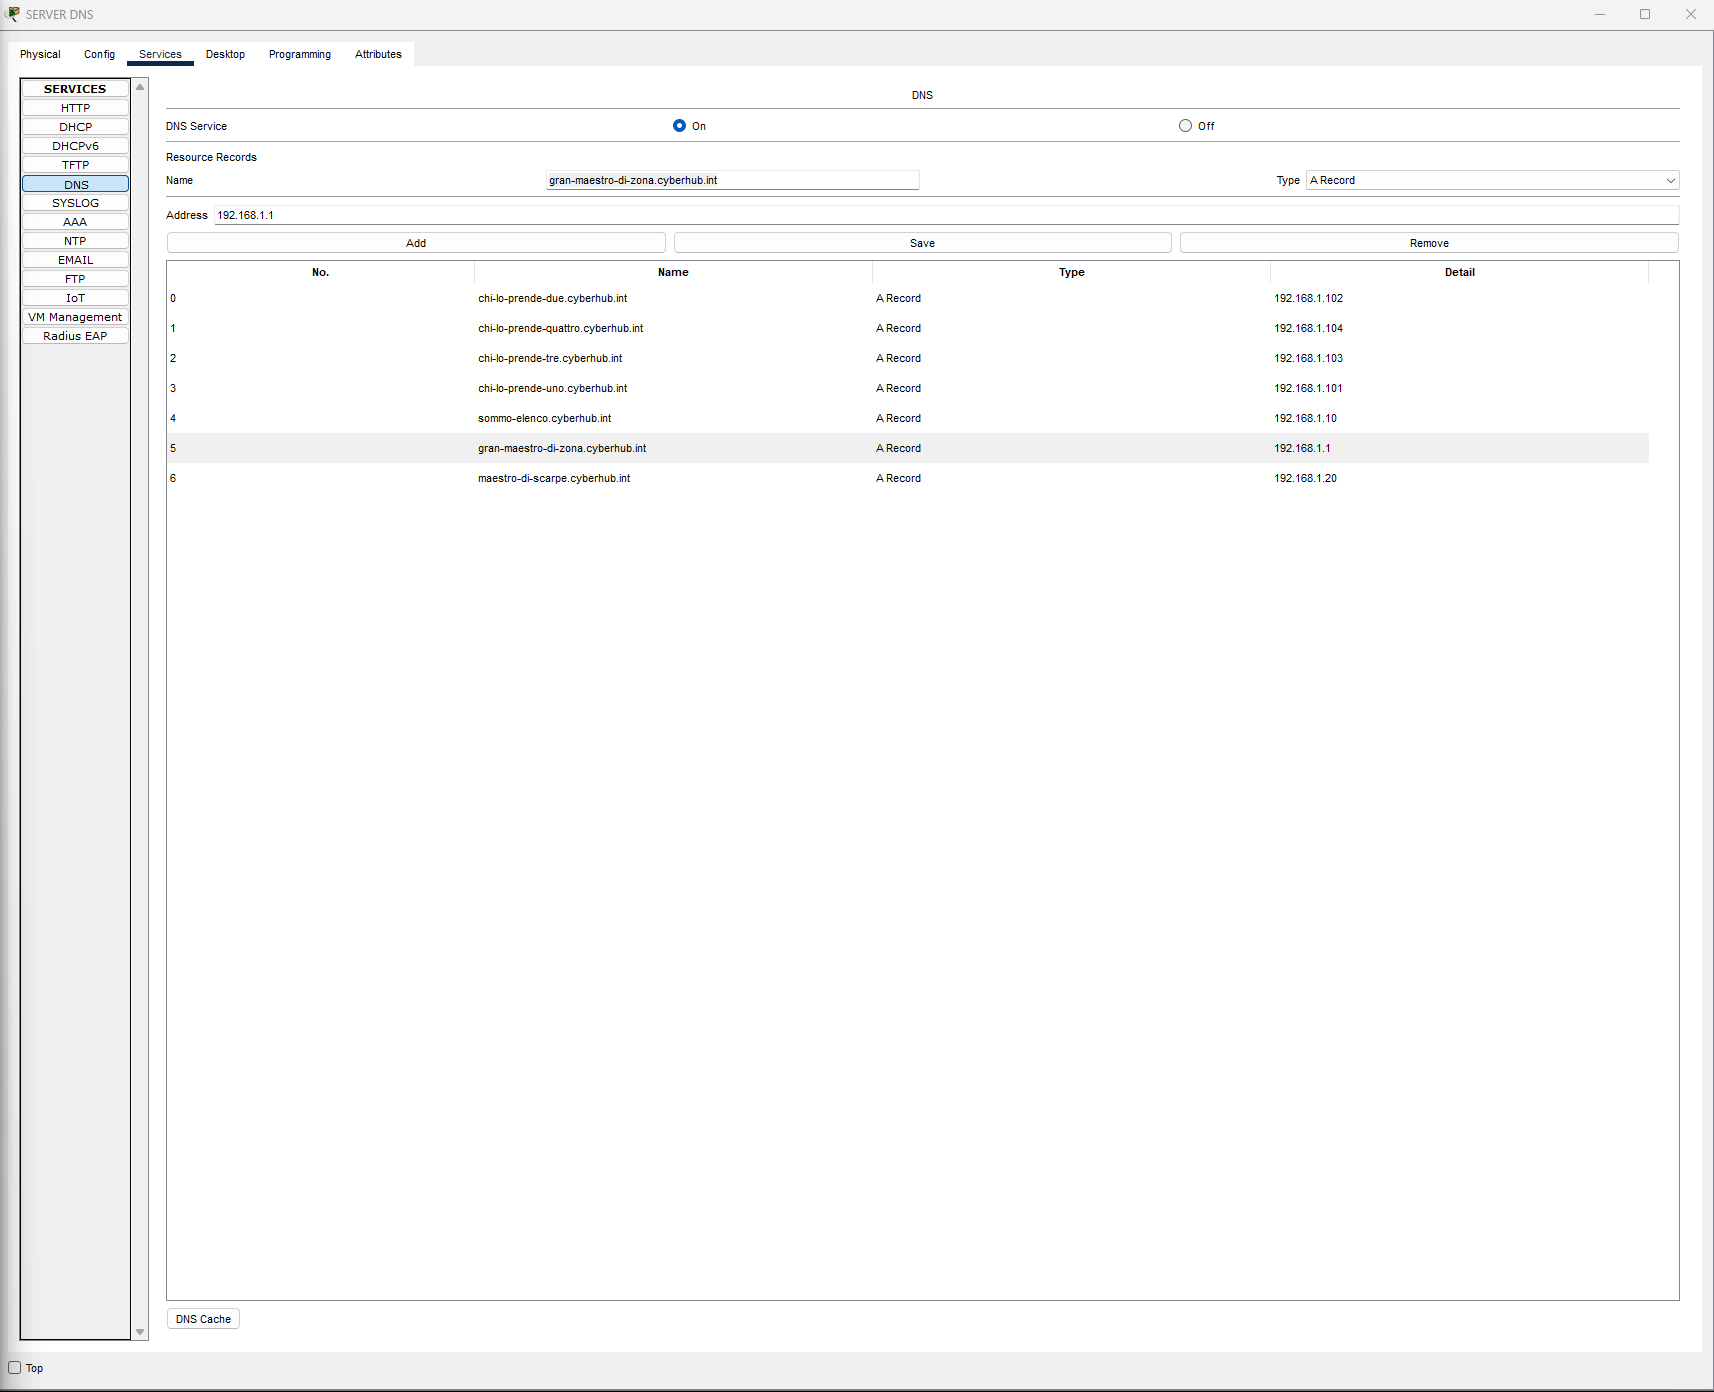 SERVER DNS
Physical Config Services Desktop Programming Attributes
SERVICES
HTTP
DHCP
DHCPv6
TFTP
DNS
SYSLOG
AAA
NTP
EMAIL
FTP
IoT
VM Management
Radius EAP
DNS
DNS Service On Off
Resource Records
Name gran-maestro-di-zona.cyberhub.int Type A Record
Address 192.168.1.1
Add Save Remove
No. Name Type Detail
0 chi-lo-prende-due.cyberhub.int A Record 192.168.1.102
1 chi-lo-prende-quattro.cyberhub.int A Record 192.168.1.104
2 chi-lo-prende-tre.cyberhub.int A Record 192.168.1.103
3 chi-lo-prende-uno.cyberhub.int A Record 192.168.1.101
4 sommo-elenco.cyberhub.int A Record 192.168.1.10
5 gran-maestro-di-zona.cyberhub.int A Record 192.168.1.1
6 maestro-di-scarpe.cyberhub.int A Record 192.168.1.20
DNS Cache
Top